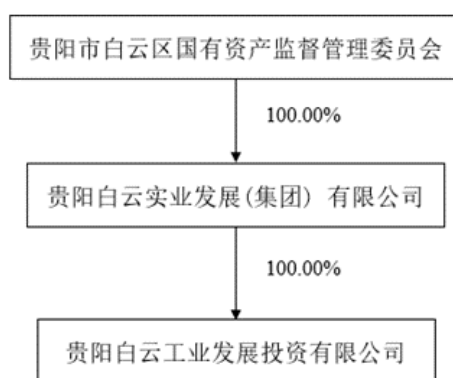 贵阳市白云区国有资产监督管理委员会
100.00%
贵阳白云实业发展(集团) 有限公司
100.00%
贵阳白云工业发展投资有限公司